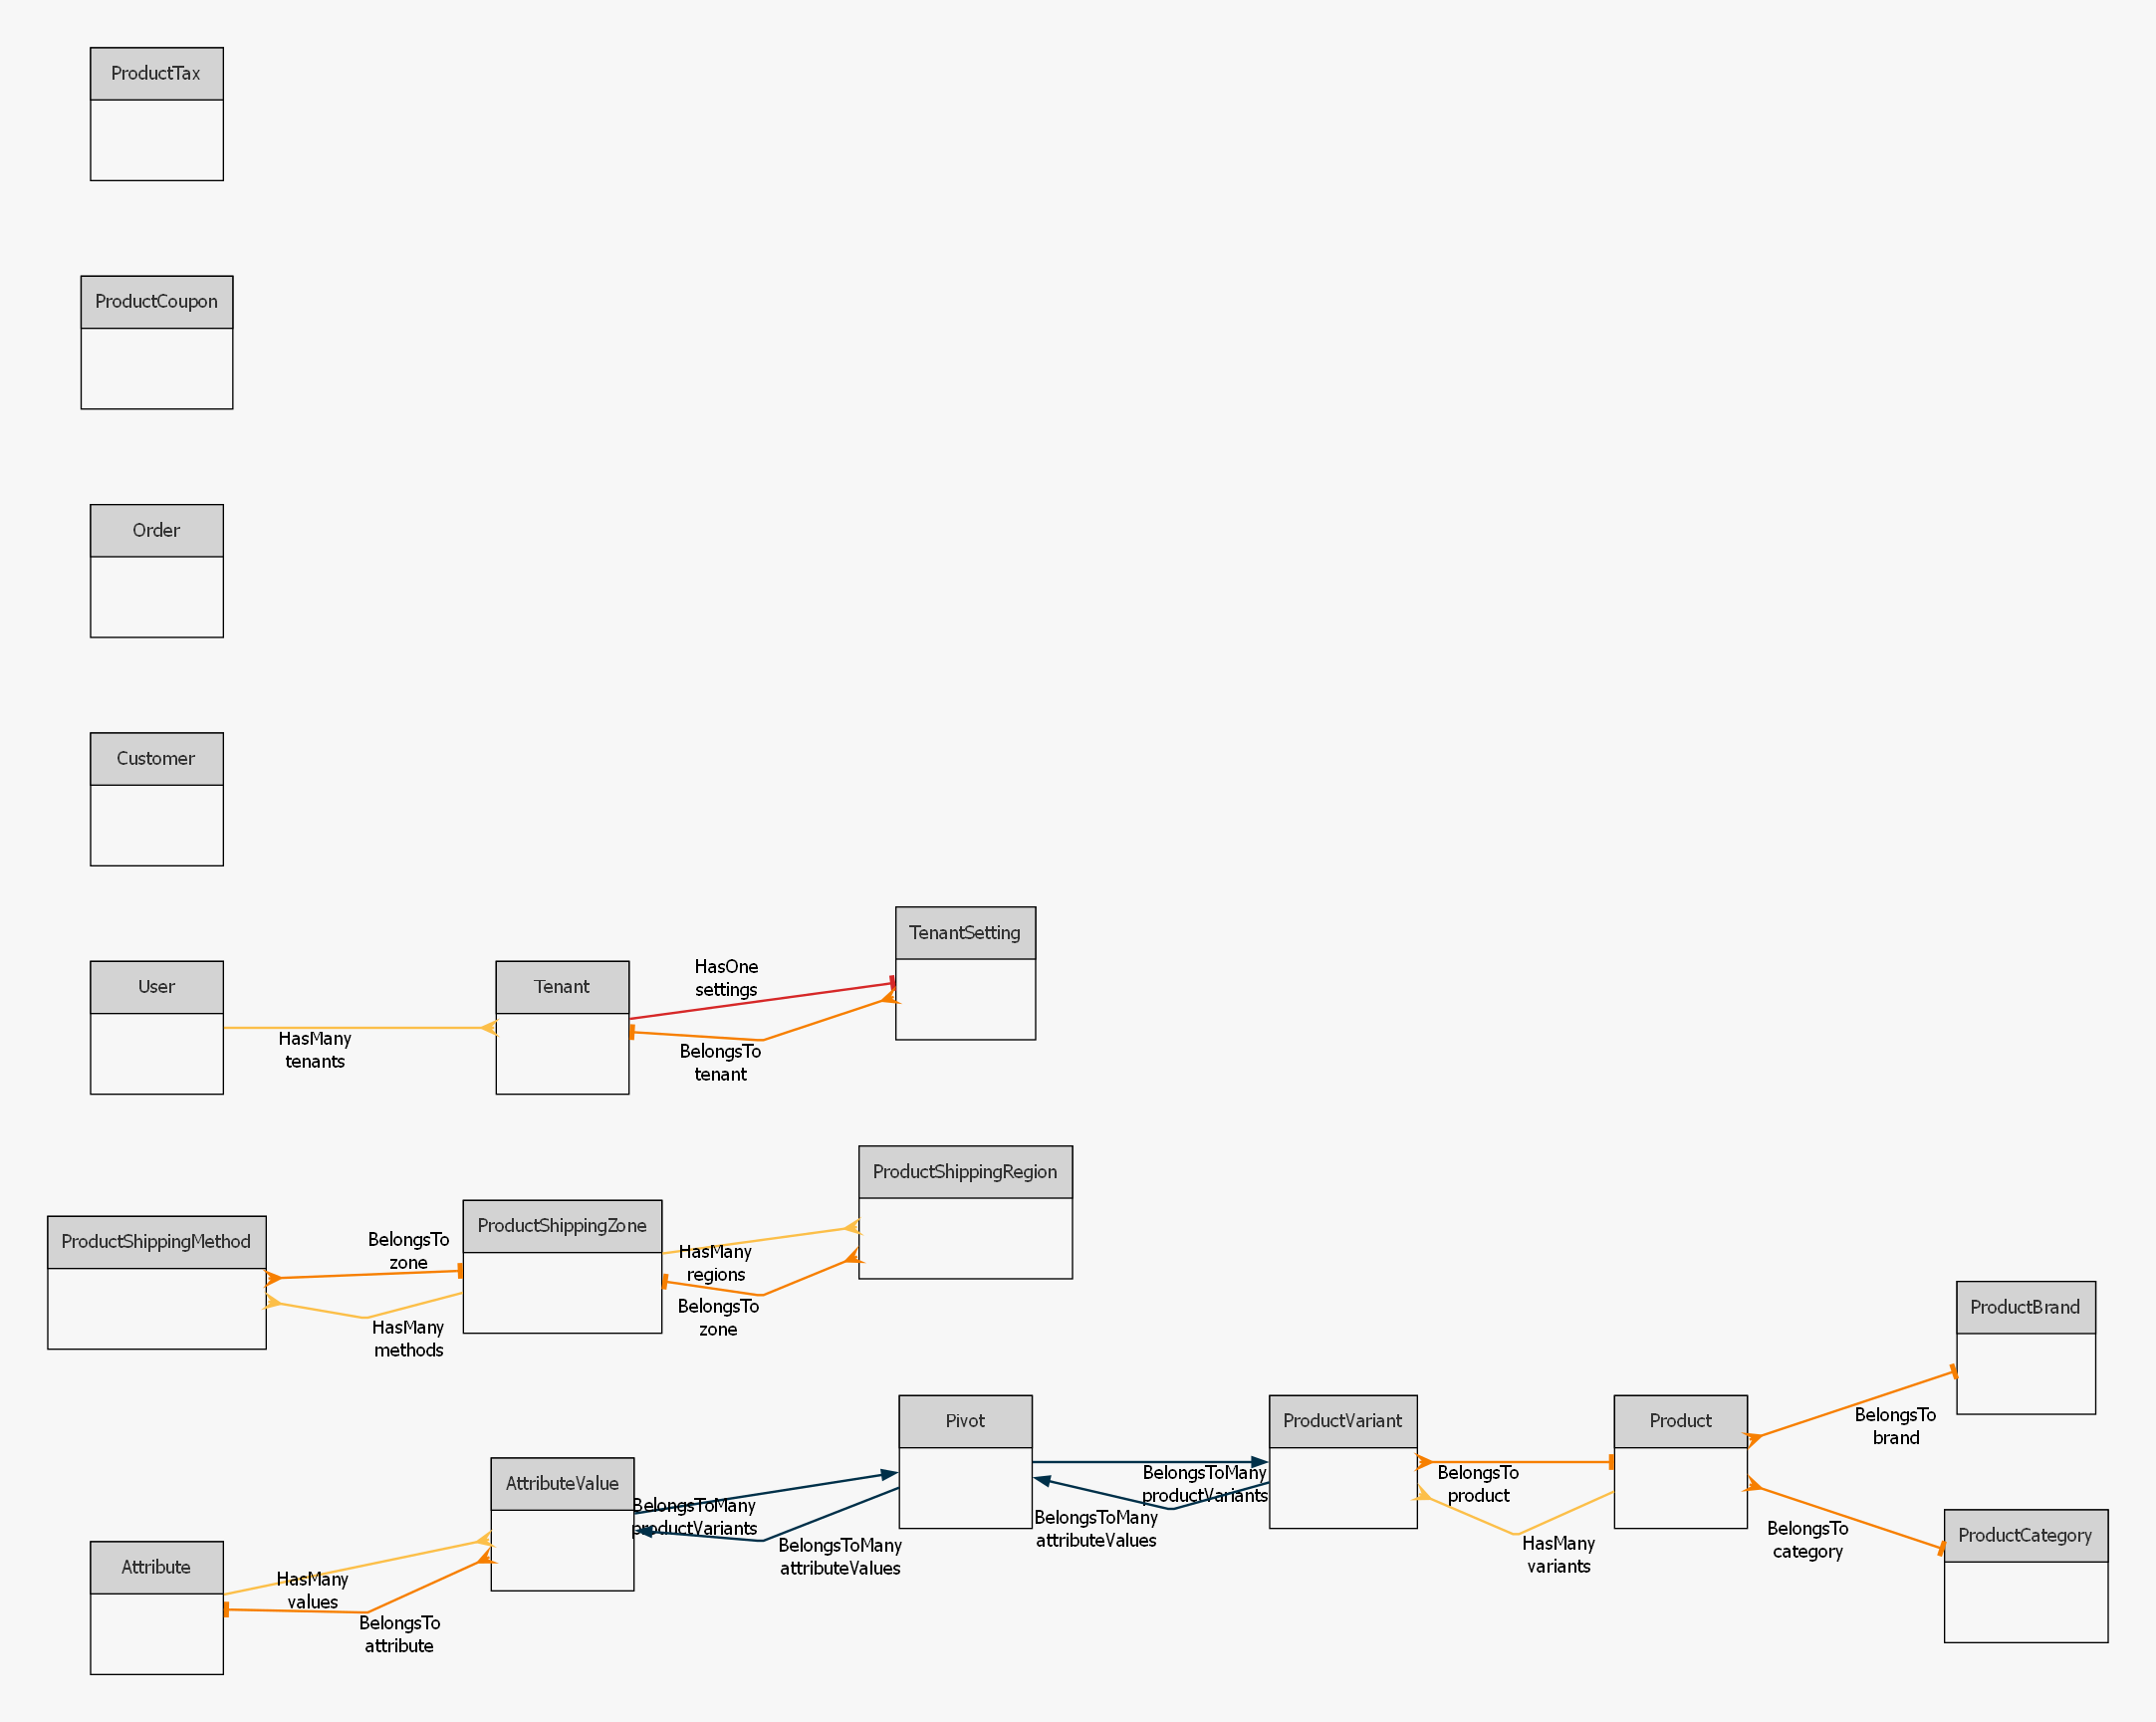 ProductTax
ProductCoupon
Order
Customer
TenantSetting
User
Tenant
HasOne
settings
HasMany
tenants
BelongsTo
tenant
ProductShippingRegion
ProductShippingZone
ProductShippingMethod
BelongsTo
zone
HasMany
regions
BelongsTo
zone
HasMany
methods
ProductBrand
Pivot
ProductVariant
Product
BelongsTo
brand
AttributeValue
BelongsToMany
productVariants
BelongsToMany
productVariants
BelongsTo
product
BelongsToMany
attributeValues
BelongsToMany
attributeValues
HasMany
variants
BelongsTo
category
ProductCategory
Attribute
HasMany
values
BelongsTo
attribute